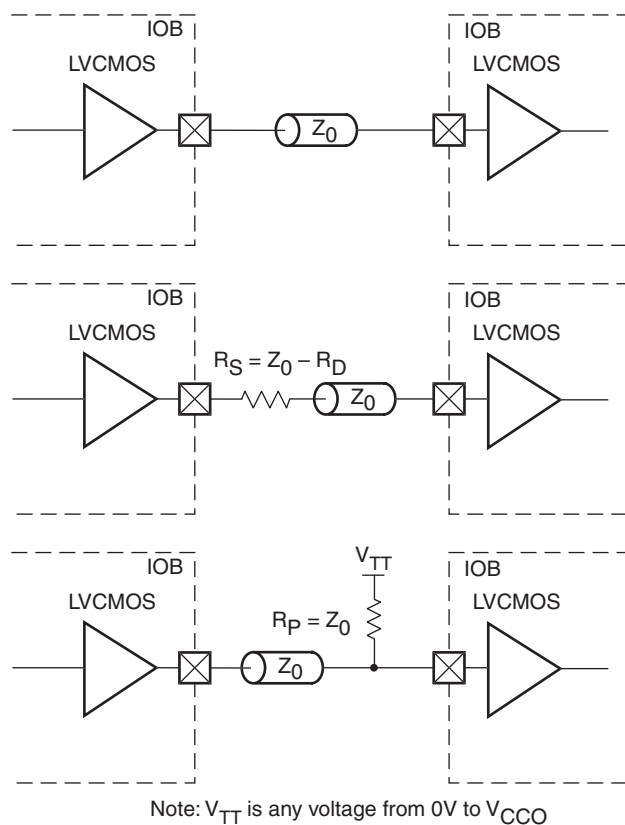 IOB
IOB
LVCMOS
LVCMOS
Z0
IOB
IOB
LVCMOS
LVCMOS
RS = Z0 – RD
Z0
IOB
VTT
IOB
LVCMOS
LVCMOS
RP = Z0
Z0
Note: VTT is any voltage from 0V to VCCO